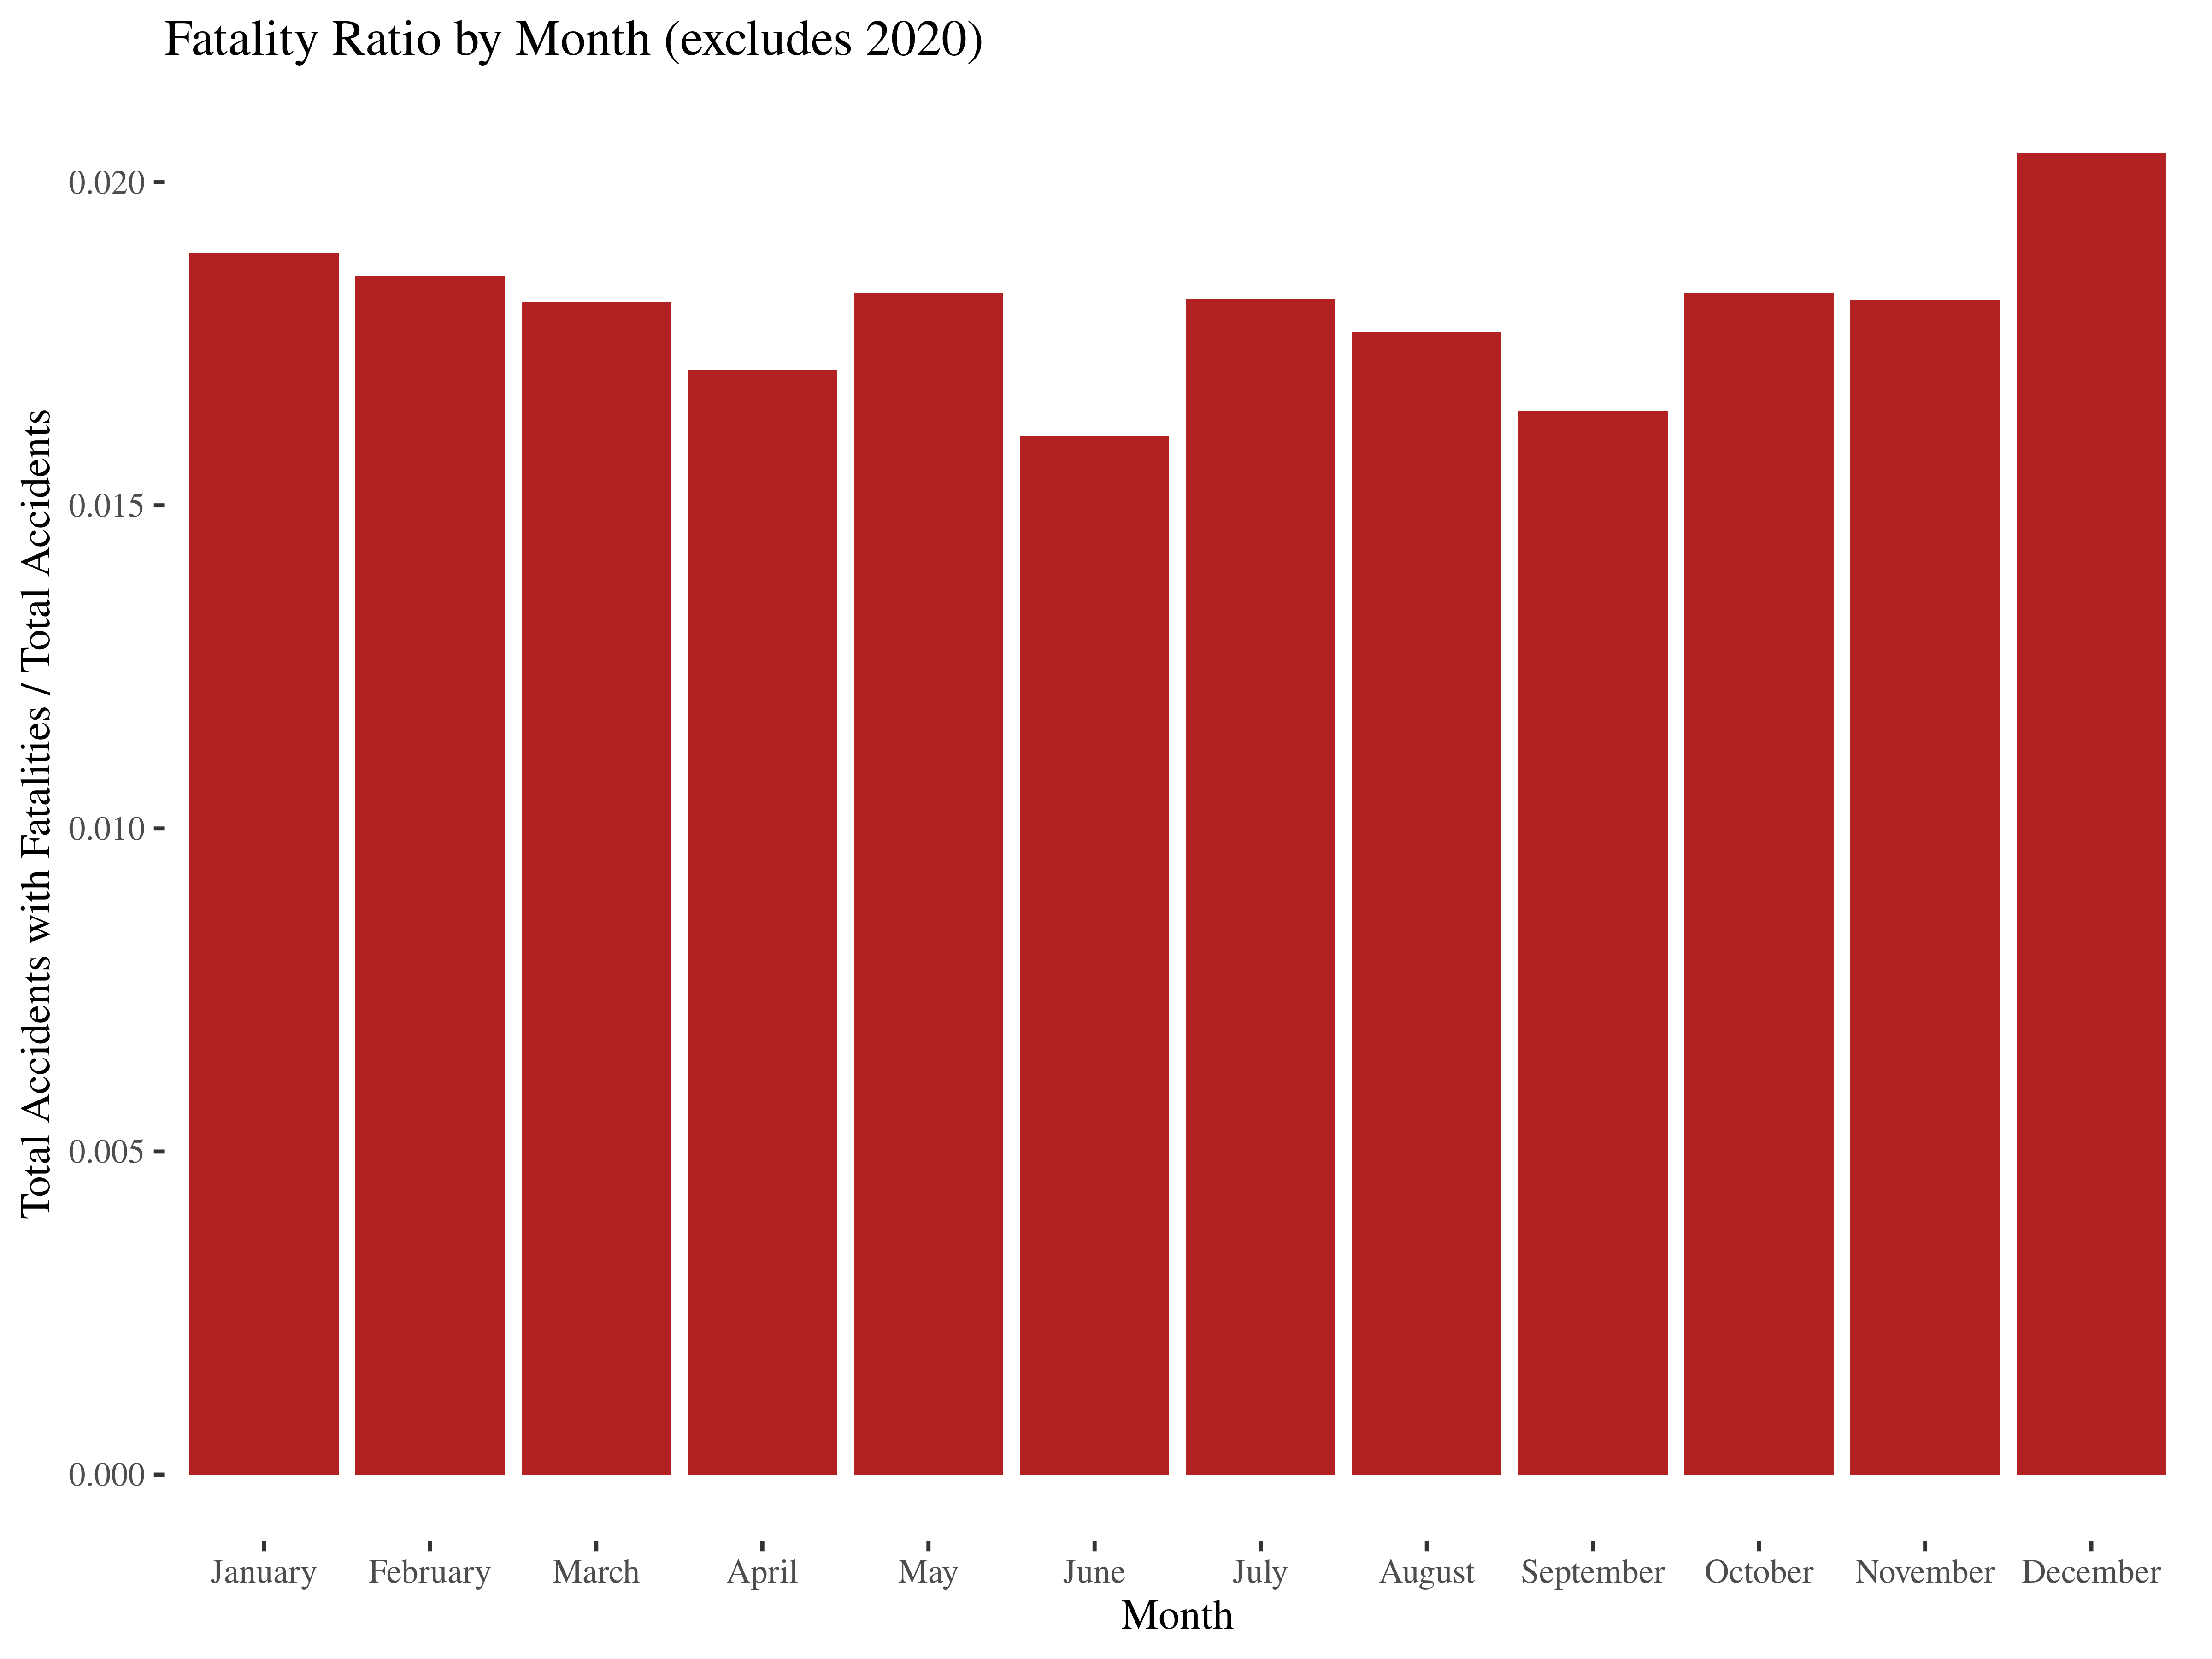 Fatality Ratio by Month (excludes 2020)
Total Accidents with Fatalities / Total Accidents
0.020
0.015
0.010
0.005
0.000
January February March April May June July August September October November December
Month